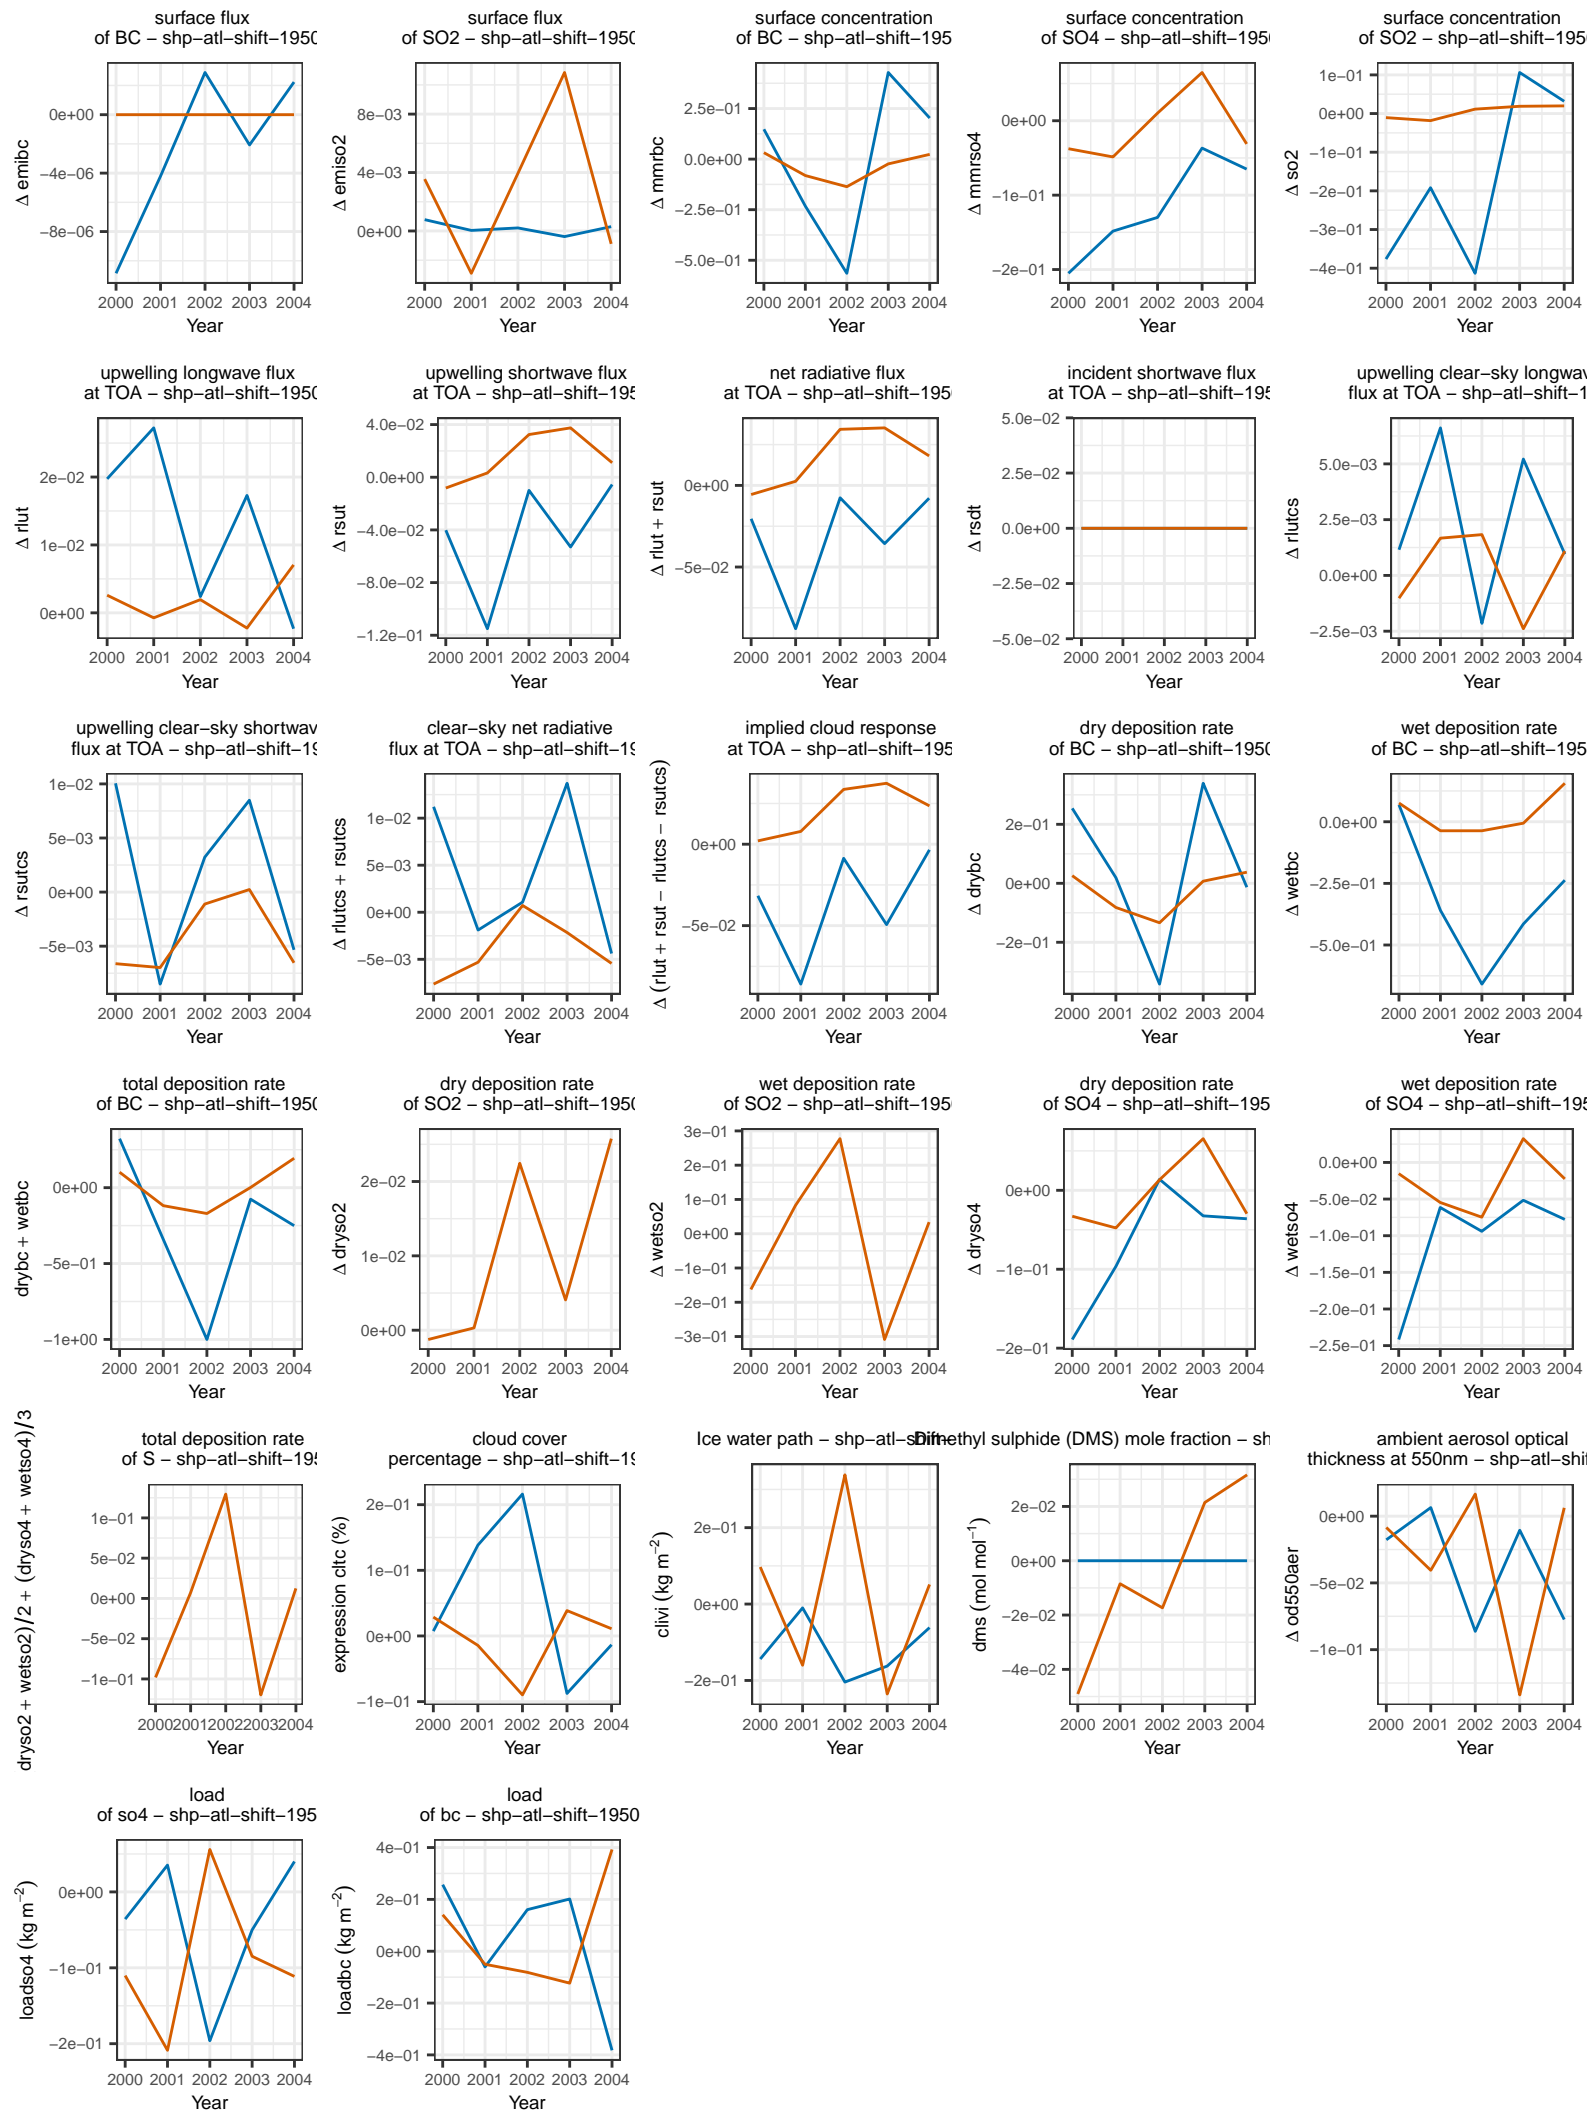 surface flux
of BC − shp−atl−shift−1950
0e+00
−4e−06
−8e−06
Δ emibc
2000 2001 2002 2003 2004
Year
surface flux
of SO2 − shp−atl−shift−1950
8e−03
4e−03
0e+00
Δ emiso2
2000 2001 2002 2003 2004
Year
surface concentration
of BC − shp−atl−shift−195
2.5e−01
0.0e+00
−2.5e−01
−5.0e−01
Δ mmrbc
2000 2001 2002 2003 2004
Year
surface concentration
of SO4 − shp−atl−shift−195
0e+00
−1e−01
−2e−01
Δ mmrso4
2000 2001 2002 2003 2004
Year
surface concentration
of SO2 − shp−atl−shift−195
1e−01
0e+00
−1e−01
−2e−01
−3e−01
−4e−01
Δ so2
2000 2001 2002 2003 2004
Year
upwelling longwave flux
at TOA − shp−atl−shift−1950
2e−02
1e−02
0e+00
Δ rlut
2000 2001 2002 2003 2004
Year
upwelling shortwave flux
at TOA − shp−atl−shift−195
4.0e−02
0.0e+00
−4.0e−02
−8.0e−02
−1.2e−01
Δ rsut
2000 2001 2002 2003 2004
Year
net radiative flux
at TOA − shp−atl−shift−195
0e+00
−5e−02
Δ rlut + rsut
2000 2001 2002 2003 2004
Year
incident shortwave flux
at TOA − shp−atl−shift−195
5.0e−02
2.5e−02
0.0e+00
−2.5e−02
−5.0e−02
Δ rsdt
2000 2001 2002 2003 2004
Year
upwelling clear−sky longwav
flux at TOA − shp−atl−shift−1
5.0e−03
2.5e−03
0.0e+00
−2.5e−03
Δ rlutcs
2000 2001 2002 2003 2004
Year
upwelling clear−sky shortwav
flux at TOA − shp−atl−shift−19
1e−02
5e−03
0e+00
−5e−03
Δ rsutcs
2000 2001 2002 2003 2004
Year
clear−sky net radiative
flux at TOA − shp−atl−shift−19
1e−02
5e−03
0e+00
−5e−03
Δ rlutcs + rsutcs
2000 2001 2002 2003 2004
Year
implied cloud response
at TOA − shp−atl−shift−195
0e+00
−5e−02
Δ (rlut + rsut − rlutcs − rsutcs)
2000 2001 2002 2003 2004
Year
dry deposition rate
of BC − shp−atl−shift−1950
2e−01
0e+00
−2e−01
Δ drybc
2000 2001 2002 2003 2004
Year
wet deposition rate
of BC − shp−atl−shift−195
0.0e+00
−2.5e−01
−5.0e−01
Δ wetbc
2000 2001 2002 2003 2004
Year
total deposition rate
of BC − shp−atl−shift−1950
0e+00
−5e−01
−1e+00
drybc + wetbc
2000 2001 2002 2003 2004
Year
dry deposition rate
of SO2 − shp−atl−shift−1950
2e−02
1e−02
0e+00
Δ dryso2
2000 2001 2002 2003 2004
Year
wet deposition rate
of SO2 − shp−atl−shift−1950
3e−01
2e−01
1e−01
0e+00
−1e−01
−2e−01
−3e−01
Δ wetso2
2000 2001 2002 2003 2004
Year
dry deposition rate
of SO4 − shp−atl−shift−195
0e+00
−1e−01
−2e−01
Δ dryso4
2000 2001 2002 2003 2004
Year
wet deposition rate
of SO4 − shp−atl−shift−195
0.0e+00
−5.0e−02
−1.0e−01
−1.5e−01
−2.0e−01
−2.5e−01
Δ wetso4
2000 2001 2002 2003 2004
Year
total deposition rate
of S − shp−atl−shift−195
1e−01
5e−02
0e+00
−5e−02
−1e−01
dryso2 + wetso2)/2 + (dryso4 + wetso4)/3
2000 2001 2002 2003 2004
Year
cloud cover
percentage − shp−atl−shift−19
2e−01
1e−01
0e+00
−1e−01
expression cltc (%)
2000 2001 2002 2003 2004
Year
Ice water path − shp−atl−shift−
2e−01
0e+00
−2e−01
clivi (kg m−2)
2000 2001 2002 2003 2004
Year
Dimethyl sulphide (DMS) mole fraction − sh
2e−02
0e+00
−2e−02
−4e−02
dms (mol mol−1)
2000 2001 2002 2003 2004
Year
ambient aerosol optical
thickness at 550nm − shp−atl−shif
0e+00
−5e−02
−1e−01
Δ od550aer
2000 2001 2002 2003 2004
Year
load
of so4 − shp−atl−shift−195
0e+00
−1e−01
−2e−01
loadso4 (kg m−2)
2000 2001 2002 2003 2004
Year
load
of bc − shp−atl−shift−1950
4e−01
2e−01
0e+00
−2e−01
−4e−01
loadbc (kg m−2)
2000 2001 2002 2003 2004
Year